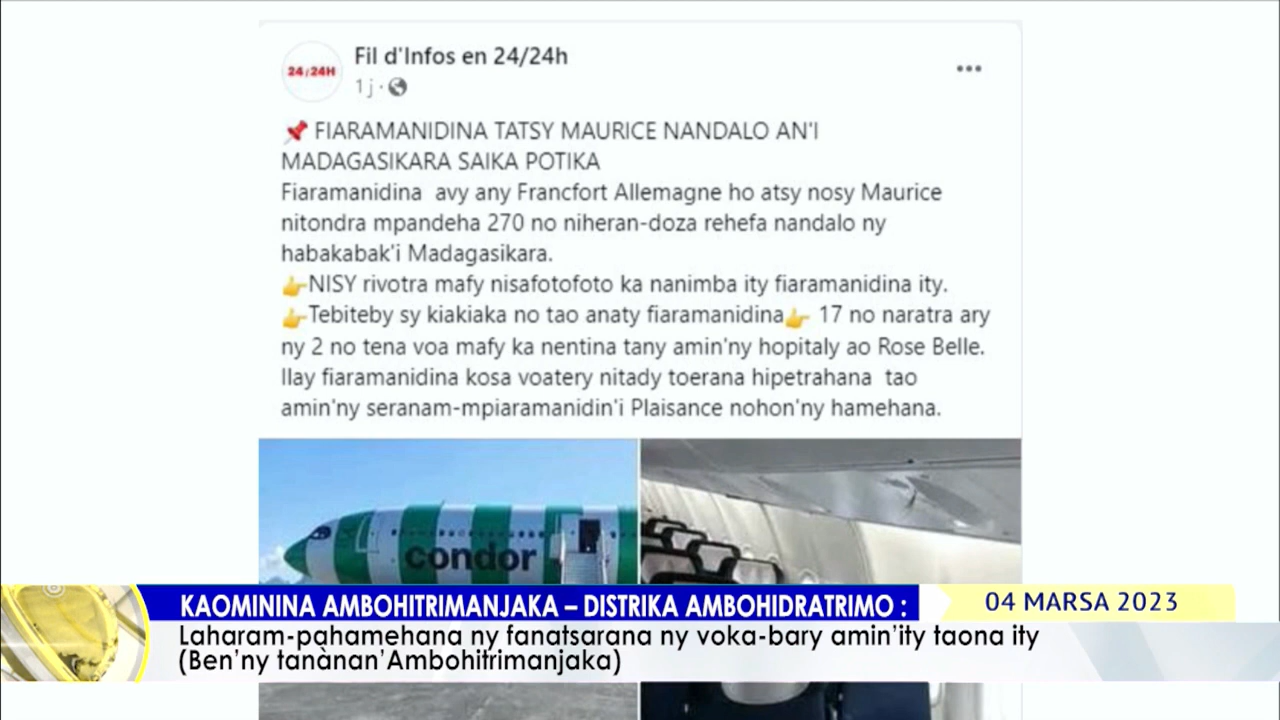 24/24H
Fil d'Infos en 24/24h
1 j ·
FIARAMANIDINA TATSY MAURICE NANDALO AN'I
MADAGASIKARA SAIKA POTIKA
Fiaramanidina avy any Francfort Allemagne ho atsy nosy Maurice
nitondra mpandeha 270 no niheran-doza rehefa nandalo ny
habakabak'i Madagasikara.
👉NISY rivotra mafy nisafotofoto ka nanimba ity fiaramanidina ity.
👉Tebiteby sy kiakiaka no tao anaty fiaramanidina👉 17 no naratra ary
ny 2 no tena voa mafy ka nentina tany amin'ny hopitaly ao Rose Belle.
Ilay fiaramanidina kosa voatery nitady toerana hipetrahana tao
amin'ny seranam-mpiaramanidin'i Plaisance nohon'ny hamehana.
condor
KAOMININA AMBOHITRIMANJAKA – DISTRIKA AMBOHIDRATRIMO :
04 MARSA 2023
Laharam-pahamehana ny fanatsarana ny voka-bary amin'ity taona ity
(Ben'ny tanànan'Ambohitrimanjaka)